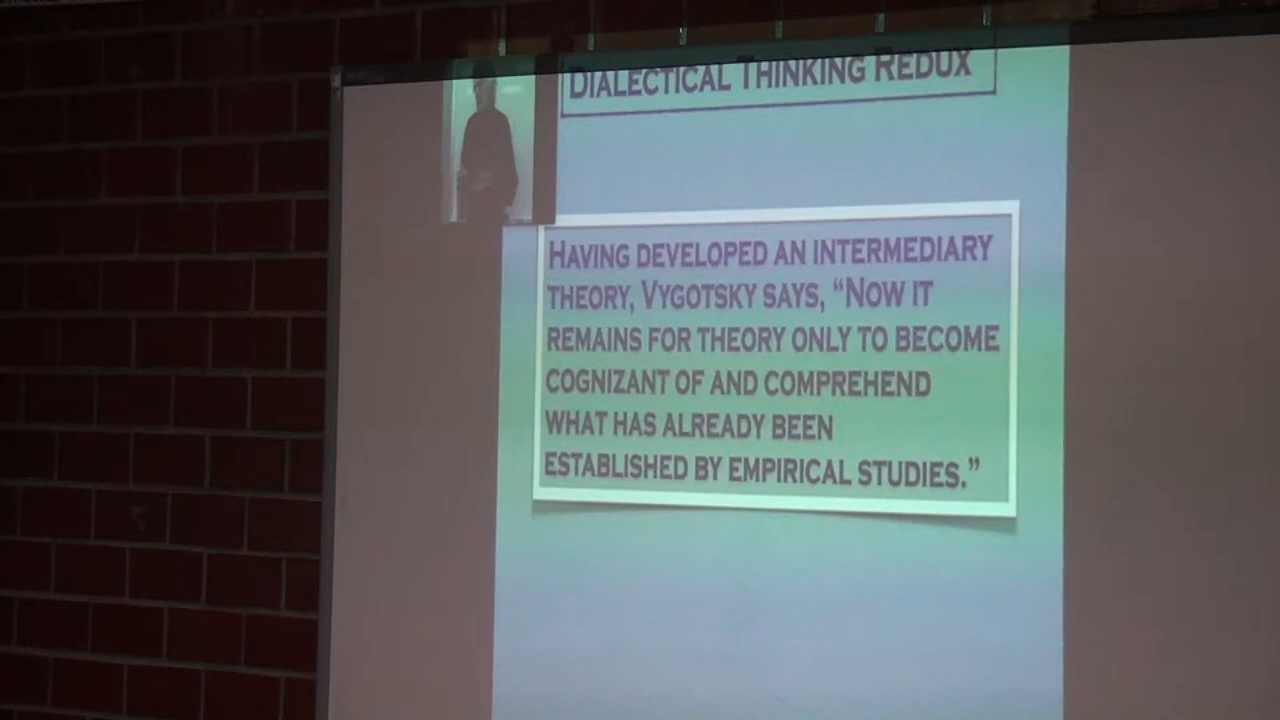 DIALECTICAL THINKING REDUX
HAVING DEVELOPED AN INTERMEDIARY
THEORY, VYGOTSKY SAYS, “NOW IT
REMAINS FOR THEORY ONLY TO BECOME
COGNIZANT OF AND COMPREHEND
WHAT HAS ALREADY BEEN
ESTABLISHED BY EMPIRICAL STUDIES.”